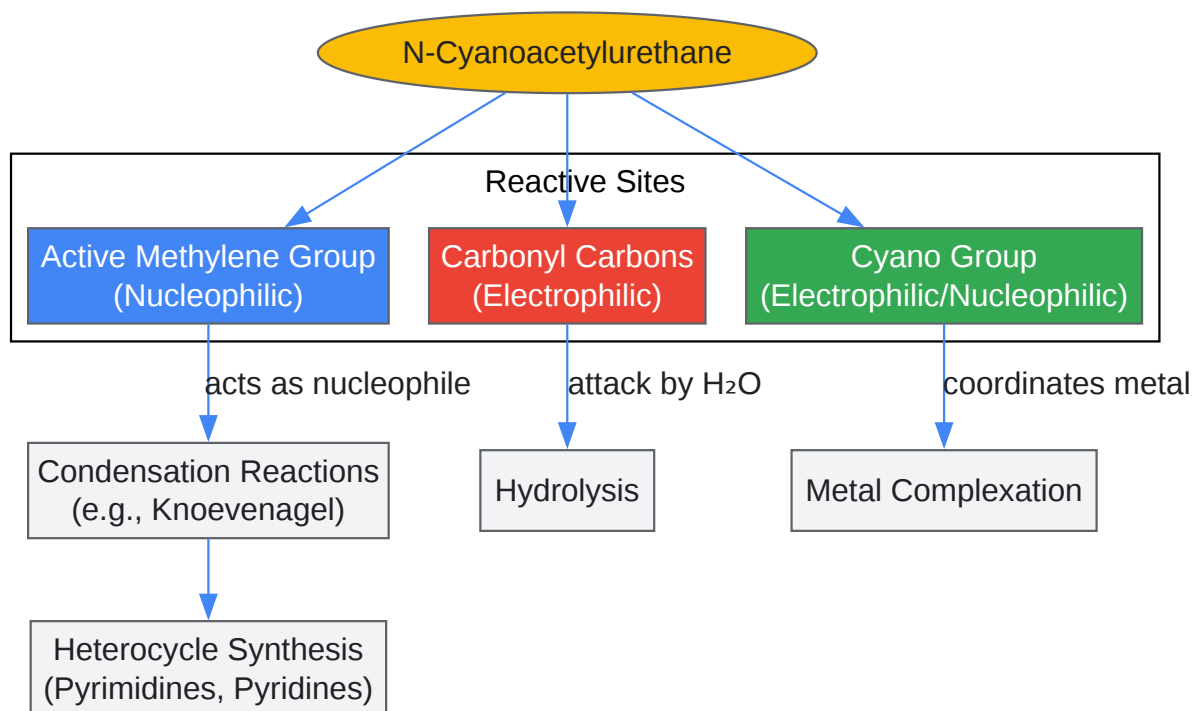 N-Cyanoacetylurethane
Reactive Sites
Active Methylene Group
(Nucleophilic)
Carbonyl Carbons
(Electrophilic)
Cyano Group
(Electrophilic/Nucleophilic)
acts as nucleophile
attack by H₂O
coordinates metal
Condensation Reactions
(e.g., Knoevenagel)
Hydrolysis
Metal Complexation
Heterocycle Synthesis
(Pyrimidines, Pyridines)